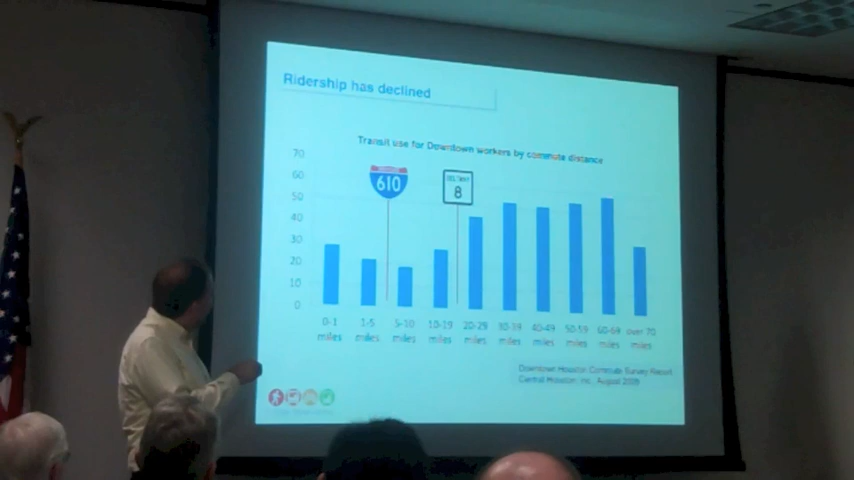 Ridership has declined
Transit use for Downtown workers by commute distance
70
60
50
40
30
20
10
0
610
BELTWAY
8
0-1 miles
1-5 miles
5-10 miles
10-19 miles
20-29 miles
30-39 miles
40-49 miles
50-59 miles
60-69 miles
over 70 miles
Downtown Houston Commute Survey Report
Central Houston, Inc., August 2009